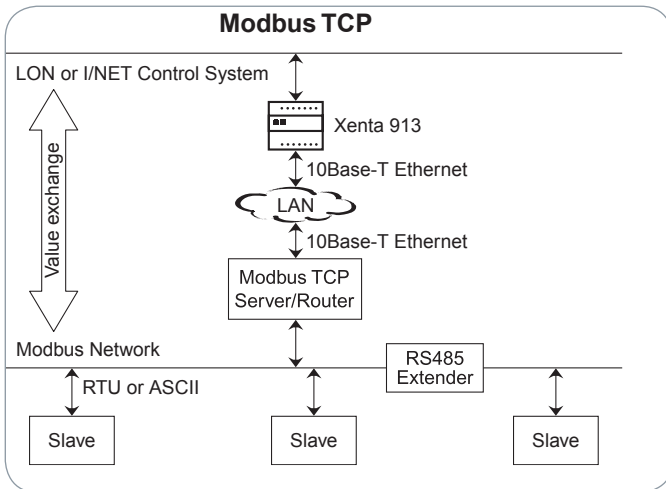 Modbus TCP
LON or I/NET Control System
Xenta 913
10Base-T Ethernet
LAN
10Base-T Ethernet
Value exchange
Modbus TCP
Server/Router
Modbus Network
RS485
Extender
RTU or ASCII
Slave
Slave
Slave